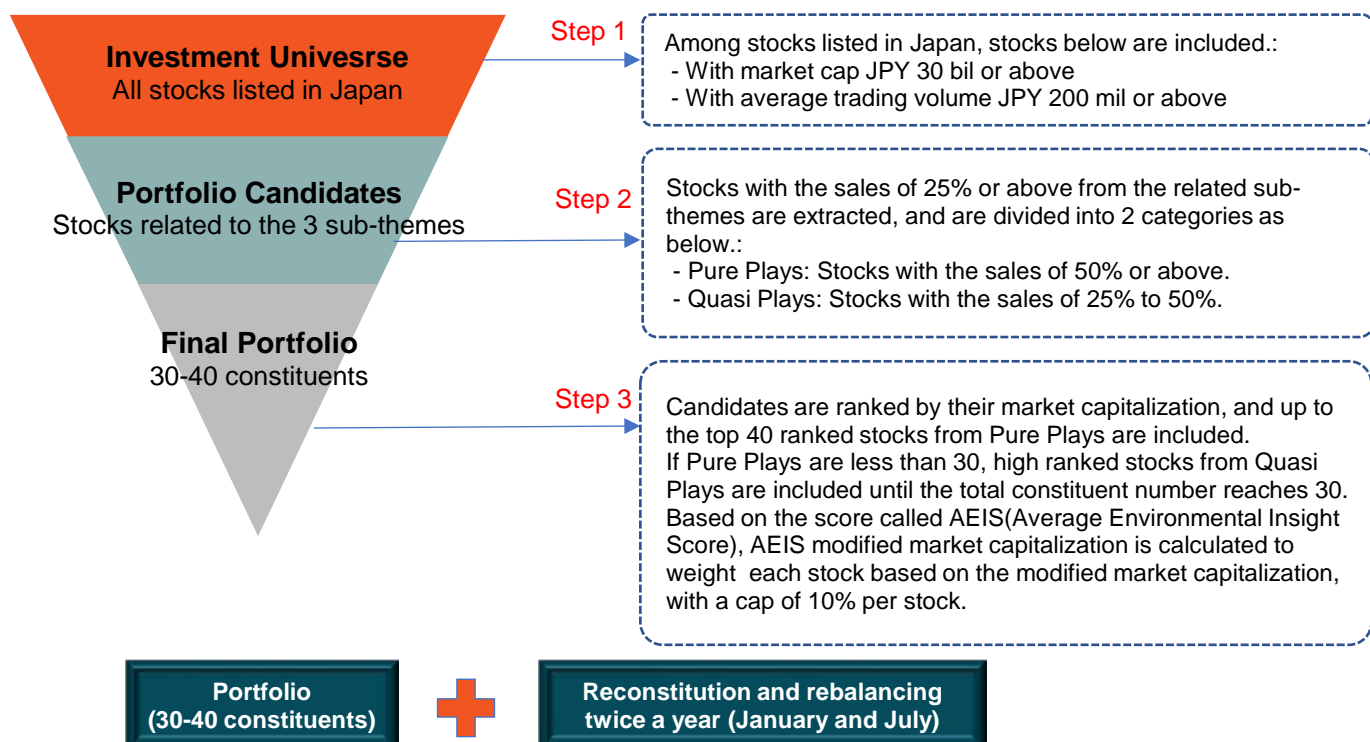 Investment Univesrse
All stocks listed in Japan
Step 1
Among stocks listed in Japan, stocks below are included.:
- With market cap JPY 30 bil or above
- With average trading volume JPY 200 mil or above
Portfolio Candidates
Stocks related to the 3 sub-themes
Step 2
Stocks with the sales of 25% or above from the related sub-
themes are extracted, and are divided into 2 categories as
below.:
- Pure Plays: Stocks with the sales of 50% or above.
- Quasi Plays: Stocks with the sales of 25% to 50%.
Final Portfolio
30-40 constituents
Step 3
Candidates are ranked by their market capitalization, and up to
the top 40 ranked stocks from Pure Plays are included.
If Pure Plays are less than 30, high ranked stocks from Quasi
Plays are included until the total constituent number reaches 30.
Based on the score called AEIS(Average Environmental Insight
Score), AEIS modified market capitalization is calculated to
weight each stock based on the modified market capitalization,
with a cap of 10% per stock.
Portfolio
(30-40 constituents)
Reconstitution and rebalancing
twice a year (January and July)